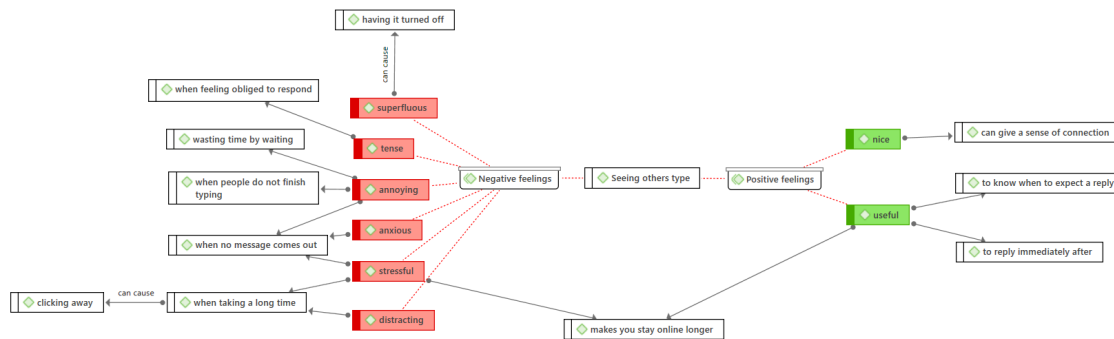 having it turned off
can cause
when feeling obliged to respond
superfluous
wasting time by waiting
tense
nice
can give a sense of connection
when people do not finish
typing
annoying
Negative feelings
Seeing others type
Positive feelings
to know when to expect a reply
anxious
useful
when no message comes out
to reply immediately after
stressful
clicking away
can cause
when taking a long time
distracting
makes you stay online longer